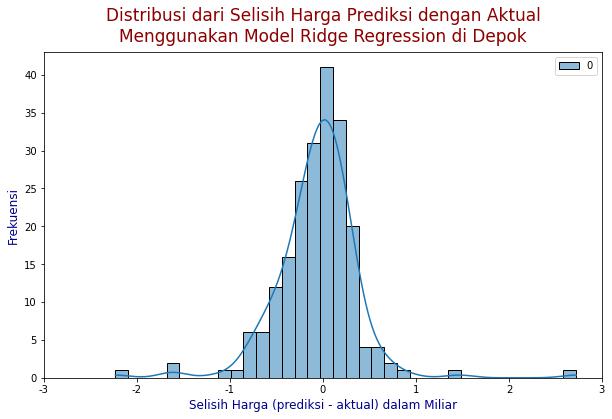 Distribusi dari Selisih Harga Prediksi dengan Aktual
Menggunakan Model Ridge Regression di Depok
0
40
35
30
25
20
15
10
5
0
Frekuensi
-3 -2 -1 0 1 2 3
Selisih Harga (prediksi - aktual) dalam Miliar